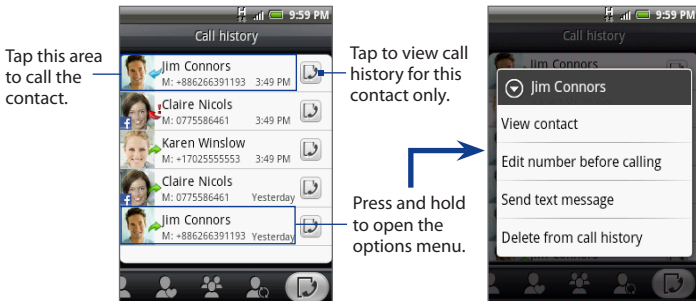 H
9:59 PM
Call history
Tap this area
to call the
contact.
Jim Connors
M: +886266391193 3:49 PM
Claire Nicols
M: 0775586461 3:49 PM
Karen Winslow
M: +17025555553 3:49 PM
Claire Nicols
M: 0775586461 Yesterday
Jim Connors
M: +886266391193 Yesterday
Tap to view call
history for this
contact only.
Press and hold
to open the
options menu.
H
9:59 PM
Call history
Jim Connors
Jim Connors
View contact
Edit number before calling
Send text message
Delete from call history